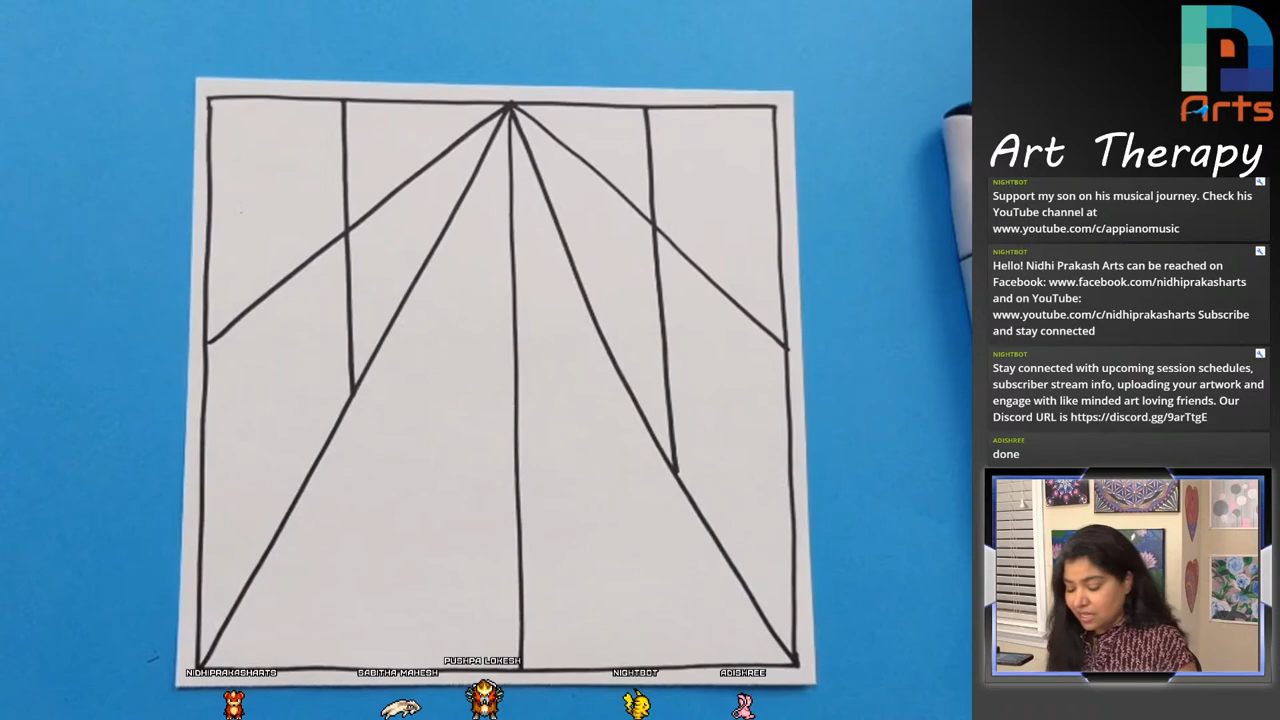 Arts
Art Therapy
NIGHTBOT
Support my son on his musical journey. Check his
YouTube channel at
www.youtube.com/c/appianomusic
NIGHTBOT
Hello! Nidhi Prakash Arts can be reached on
Facebook: www.facebook.com/nidhiprakasharts
and on YouTube:
www.youtube.com/c/nidhiprakasharts Subscribe
and stay connected
NIGHTBOT
Stay connected with upcoming session schedules,
subscriber stream info, uploading your artwork and
engage with like minded art loving friends. Our
Discord URL is https://discord.gg/9arTtgE
ADISHREE
done
NIDHIPRAKASHARTS
SABITHA MAHESH
PUSHPA LOKESH
NIGHTBOT
ADISHREE